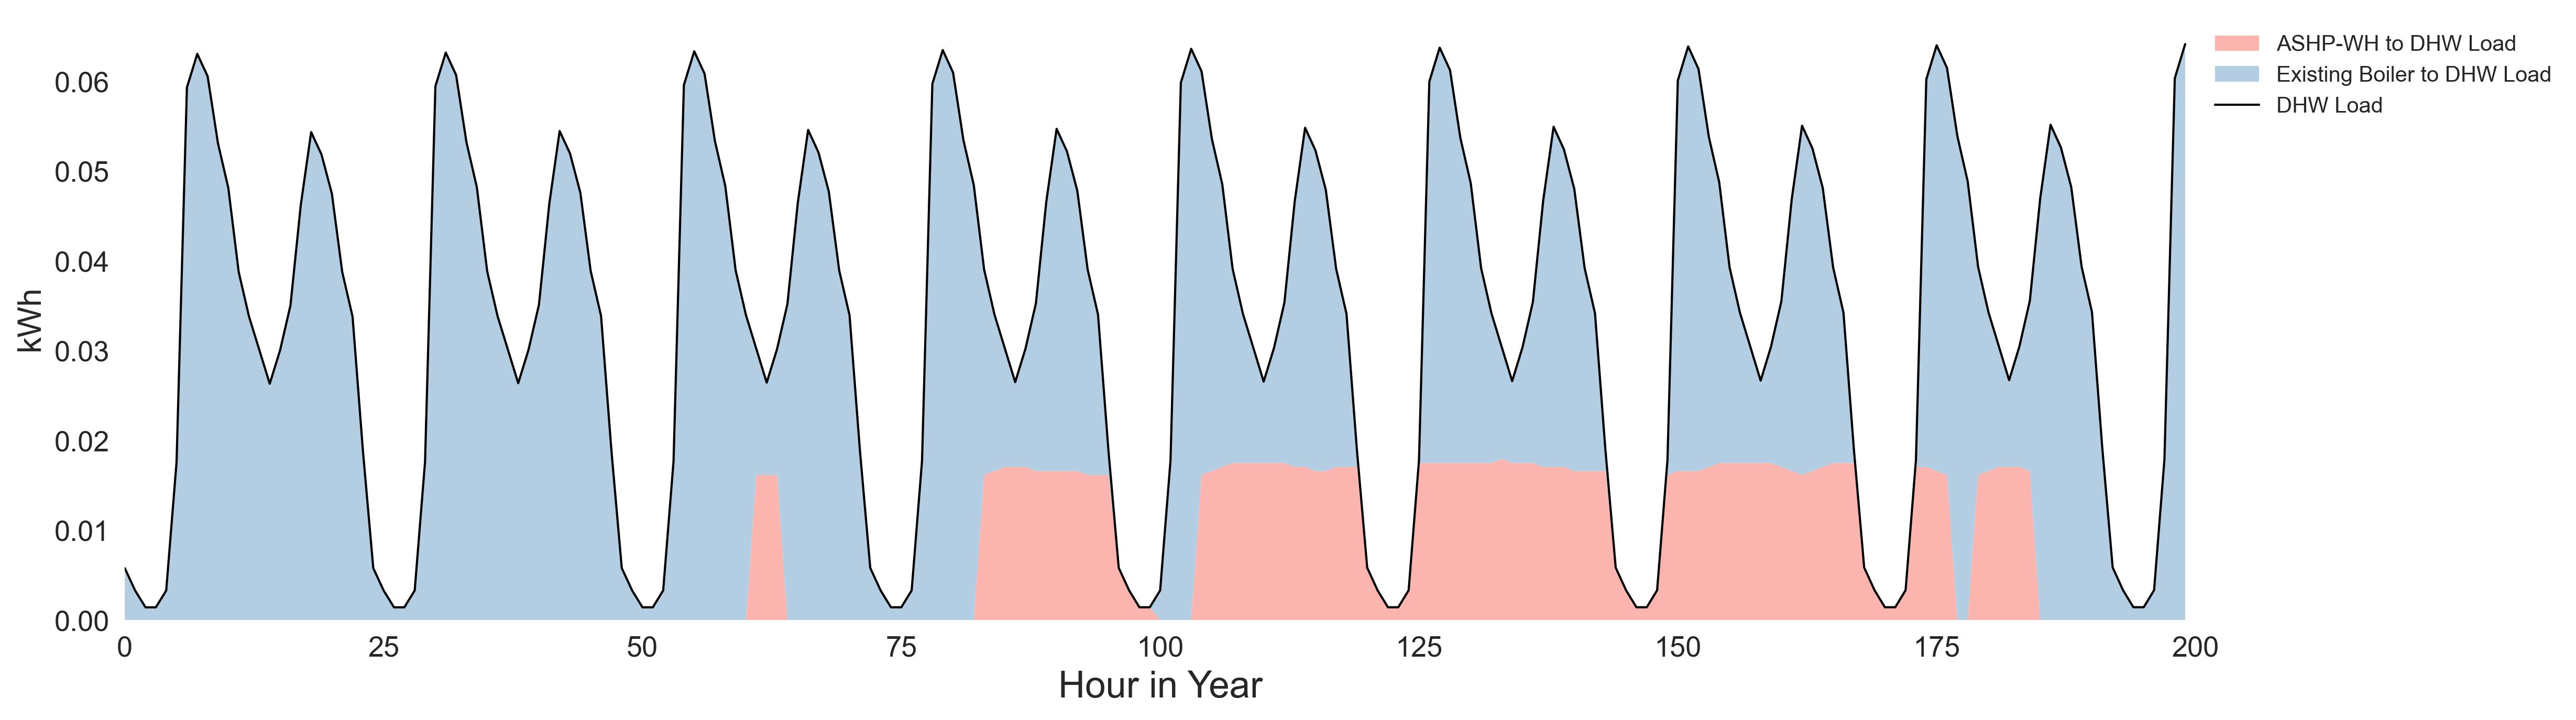 ASHP-WH to DHW Load
Existing Boiler to DHW Load
DHW Load
kWh
0.06
0.05
0.04
0.03
0.02
0.01
0.00
0 25 50 75 100 125 150 175 200
Hour in Year